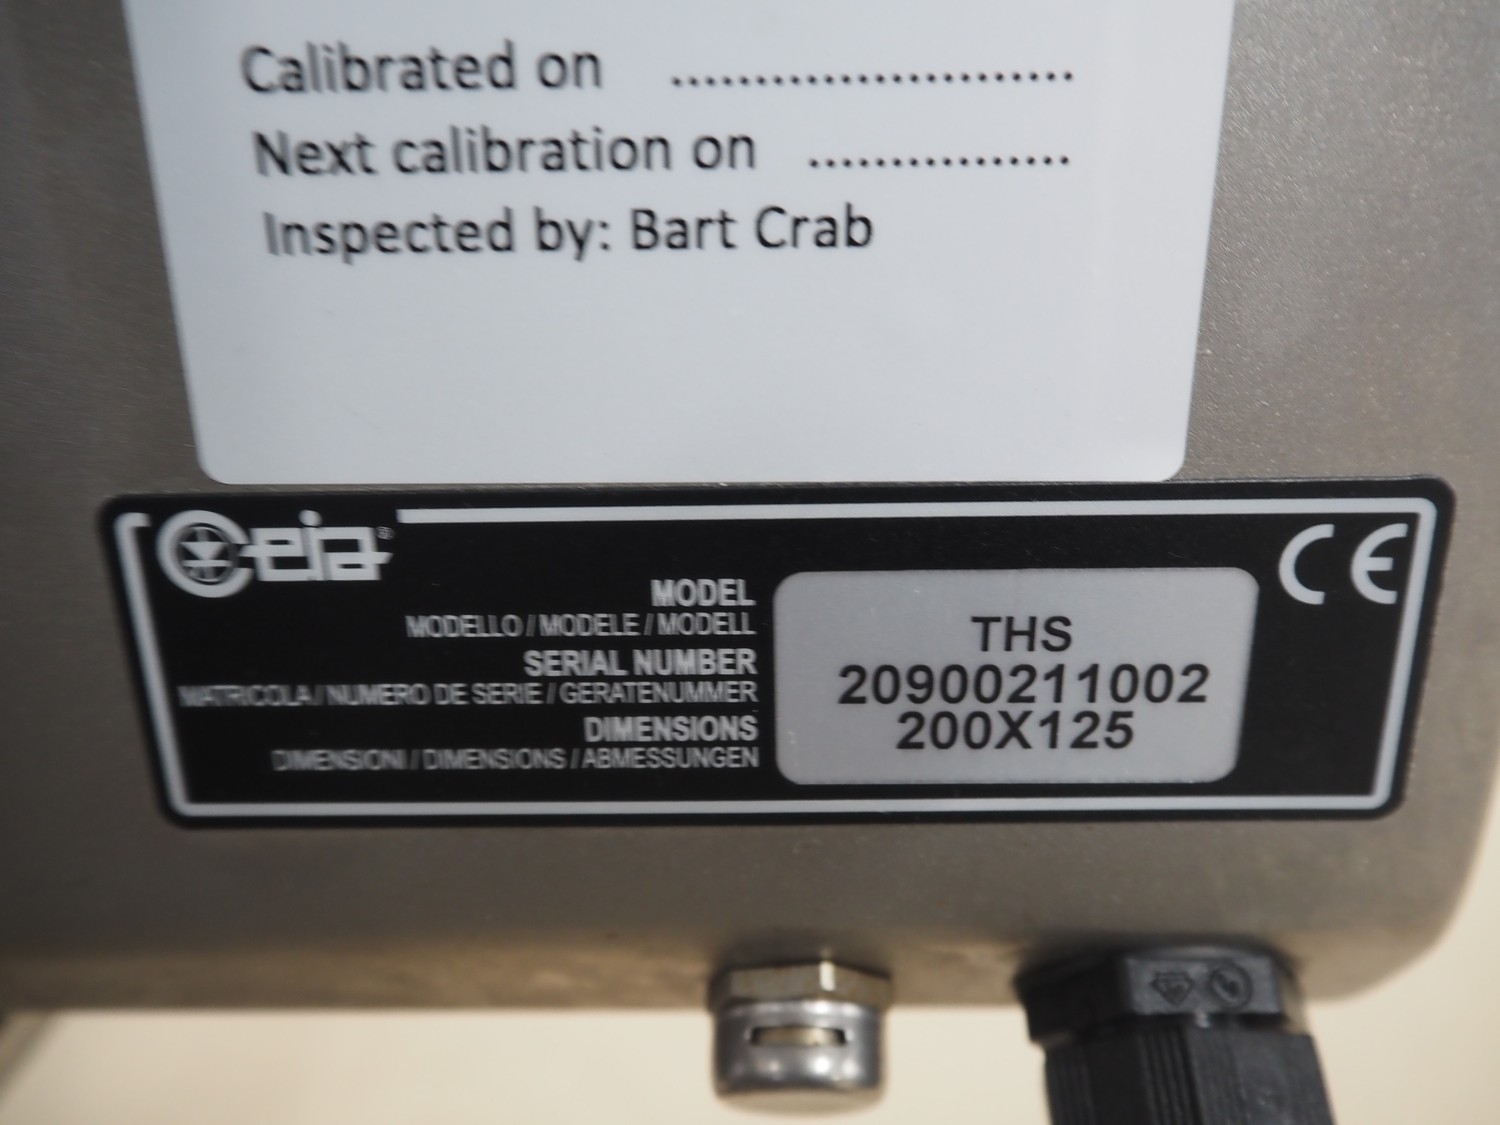 Calibrated on ........................
Next calibration on ................
Inspected by: Bart Crab
Ceia®
CE
MODEL
MODELLO / MODELE / MODELL
THS
SERIAL NUMBER
MATRICOLA / NUMERO DE SERIE / GERATENUMMER
20900211002
DIMENSIONS
DIMENSIONI / DIMENSIONS / ABMESSUNGEN
200X125